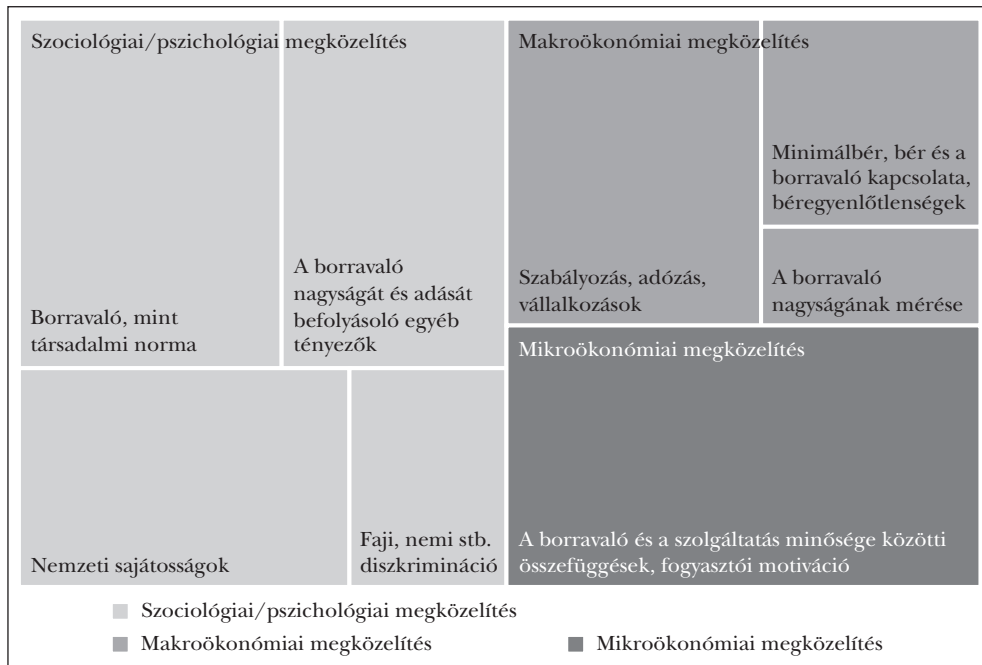 Szociológiai/pszichológiai megközelítés
Borravaló, mint
társadalmi norma
A borravaló
nagyságát és adását
befolyásoló egyéb
tényezők
Nemzeti sajátosságok
Faji, nemi stb.
diszkrimináció
Makroökonómiai megközelítés
Szabályozás, adózás,
vállalkozások
Minimálbér, bér és a
borravaló kapcsolata,
béregyenlőtlenségek
A borravaló
nagyságának mérése
Mikroökonómiai megközelítés
A borravaló és a szolgáltatás minősége közötti
összefüggések, fogyasztói motiváció
Szociológiai/pszichológiai megközelítés
Makroökonómiai megközelítés
Mikroökonómiai megközelítés